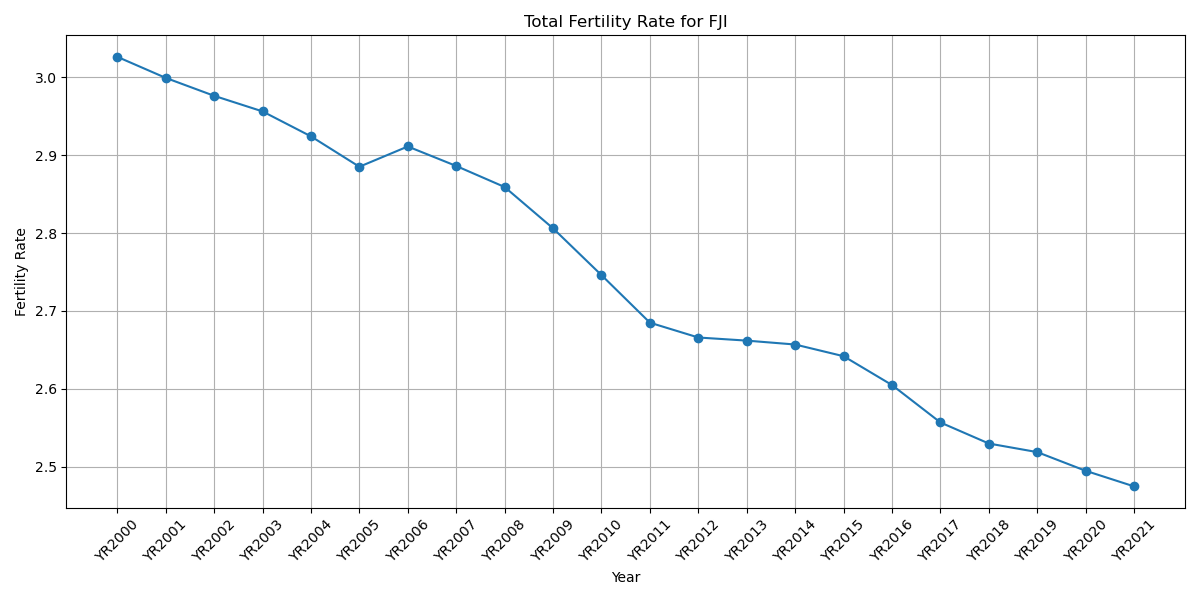 Total Fertility Rate for FJI
Fertility Rate
3.0
2.9
2.8
2.7
2.6
2.5
YR2000
YR2001
YR2002
YR2003
YR2004
YR2005
YR2006
YR2007
YR2008
YR2009
YR2010
YR2011
YR2012
YR2013
YR2014
YR2015
YR2016
YR2017
YR2018
YR2019
YR2020
YR2021
Year